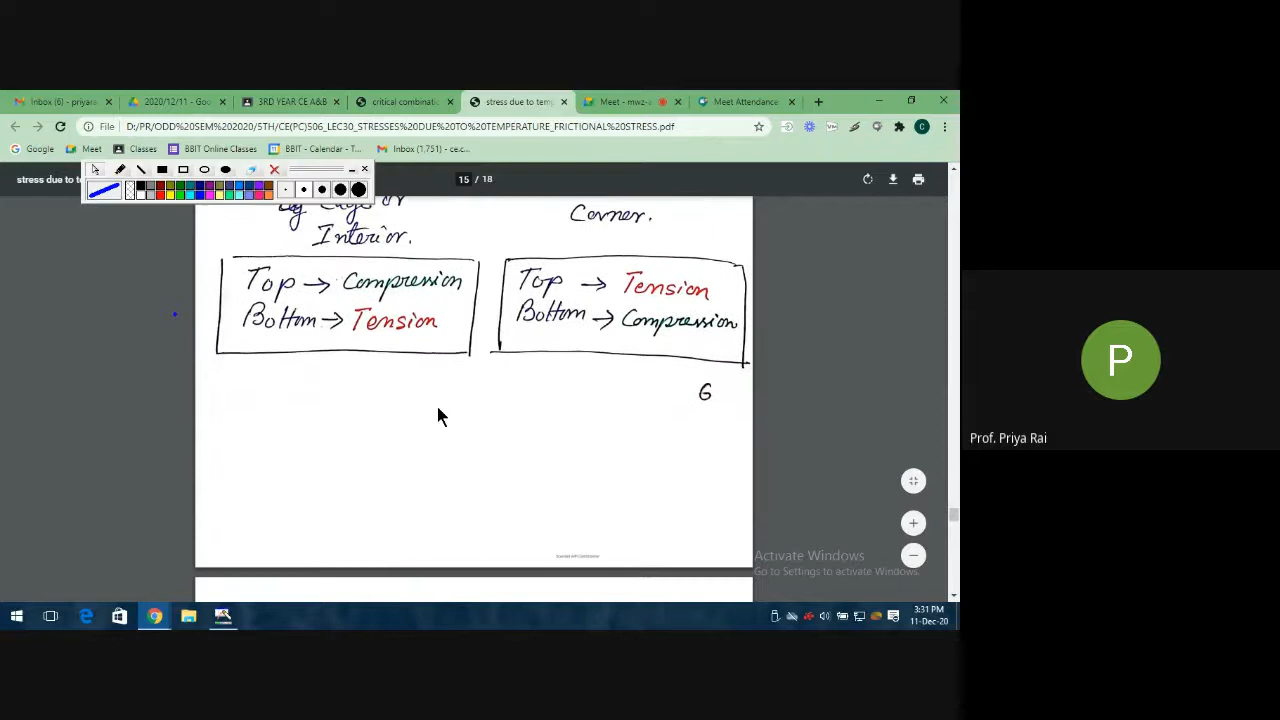 Inbox (6) - priyara
2020/12/11 - Goo
3RD YEAR CE A&B
critical combinatio
stress due to temp
Meet - mwz-s
Meet Attendance
File
D:/PR/ODD%20SEM%202020/5TH/CE(PC)506_LEC30_STRESSES%20DUE%20TO%20TEMPERATURE_FRICTIONAL%20STRESS.pdf
Google
Meet
Classes
BBIT Online Classes
BBIT - Calendar - T...
Inbox (1,751) - ce.c...
stress due to te
15 / 18
Interior.
Corner.
Top → Compression
Bottom → Tension
Top → Tension
Bottom → Compression
6
Activate Windows
Go to Settings to activate Windows.
3:31 PM
11-Dec-20
P
Prof. Priya Rai